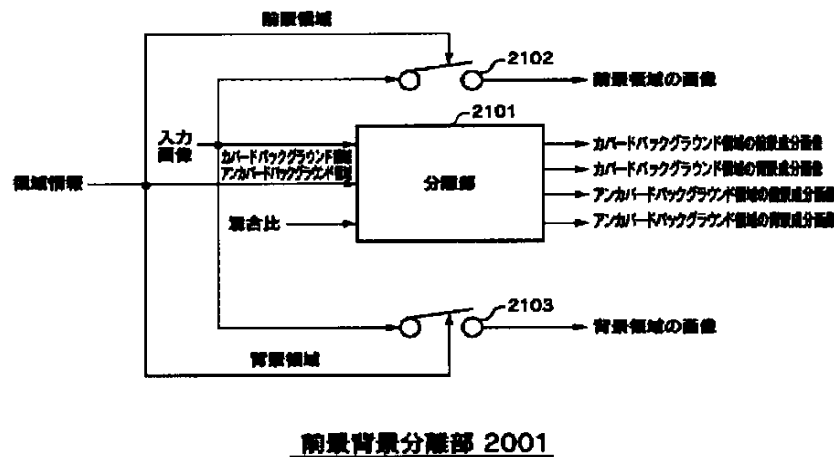 前景領域
2102
前景領域の画像
2101
入力
画像
カバードバックグラウンド領域
アンカバードバックグラウンド領域
領域情報
混合比
分離部
カバードバックグラウンド領域の前景成分画像
カバードバックグラウンド領域の背景成分画像
アンカバードバックグラウンド領域の前景成分画像
アンカバードバックグラウンド領域の背景成分画像
2103
背景領域の画像
背景領域
前景背景分離部 2001